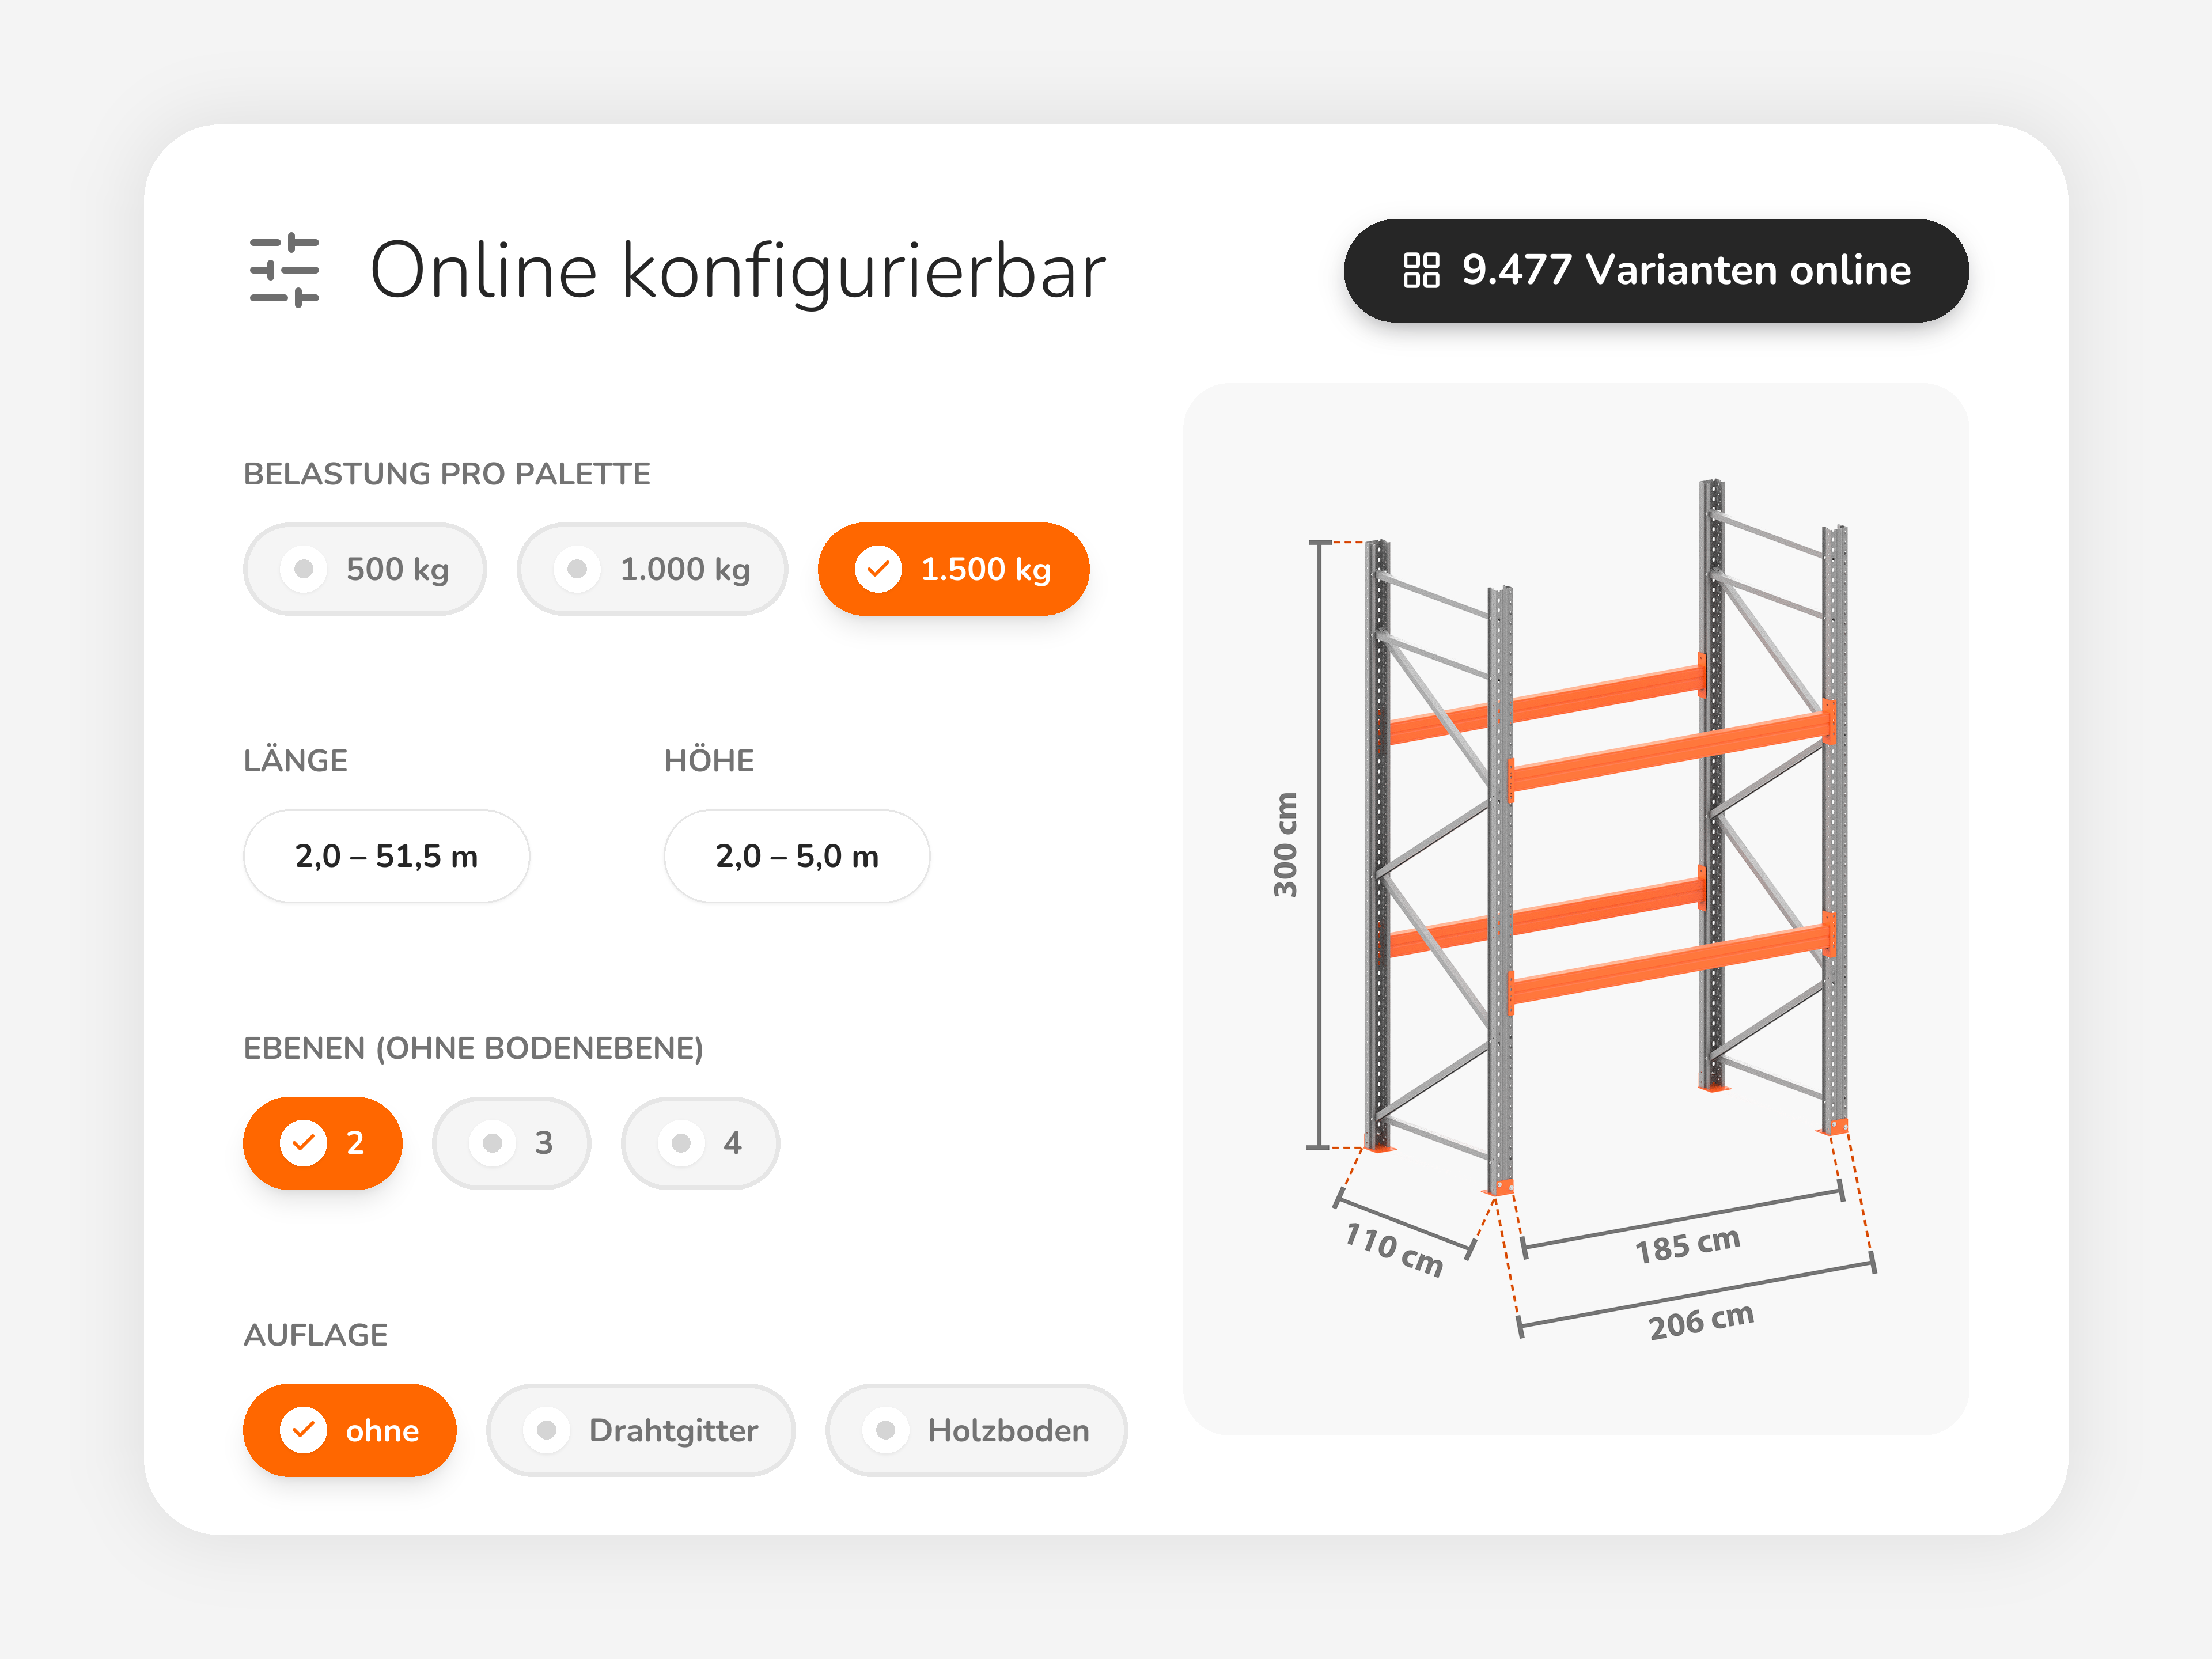 Online konfigurierbar
9.477 Varianten online
BELASTUNG PRO PALETTE
500 kg
1.000 kg
1.500 kg
LÄNGE
HÖHE
2,0 – 51,5 m
2,0 – 5,0 m
EBENEN (OHNE BODENEBENE)
2
3
4
AUFLAGE
ohne
Drahtgitter
Holzboden
300 cm
110 cm
185 cm
206 cm